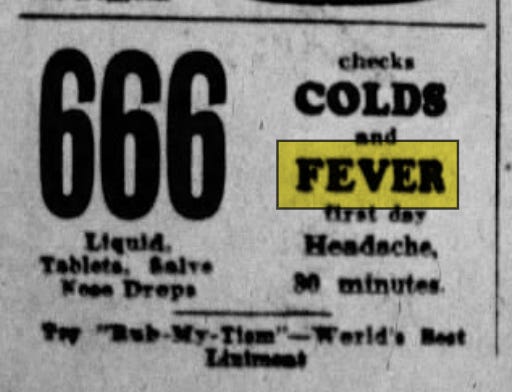 666
Liquid,
Tablets, Salve
Nose Drops
checks
COLDS
and
FEVER
first day
Headache,
30 minutes.
Try "Rub-My-Tism"—World's Best
Liniment